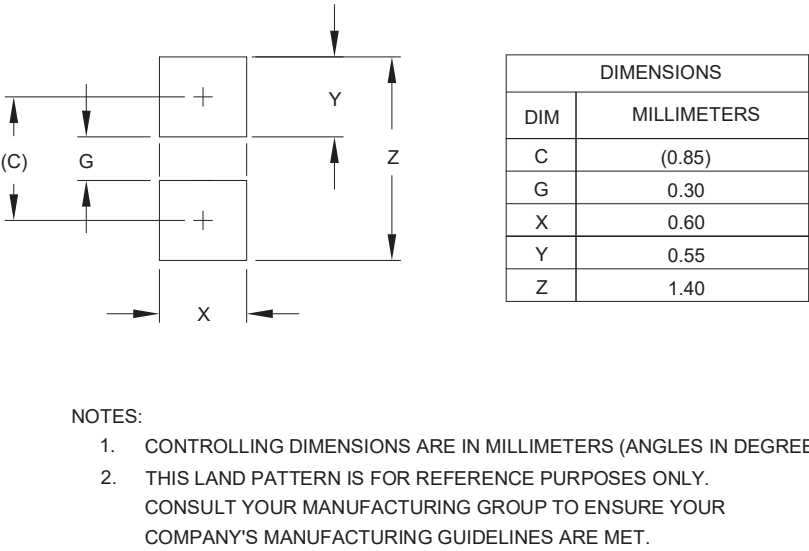 Y
(C)
G
Z
X
DIMENSIONS
DIM MILLIMETERS
C (0.85)
G 0.30
X 0.60
Y 0.55
Z 1.40
NOTES:
1. CONTROLLING DIMENSIONS ARE IN MILLIMETERS (ANGLES IN DEGREE
2. THIS LAND PATTERN IS FOR REFERENCE PURPOSES ONLY.
CONSULT YOUR MANUFACTURING GROUP TO ENSURE YOUR
COMPANY'S MANUFACTURING GUIDELINES ARE MET.